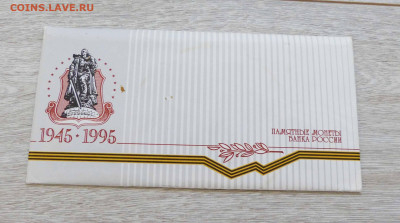 COINS.LAVE.RU
1945 · 1995
ПАМЯТНЫЕ МОНЕТЫ
БАНКА РОССИИ